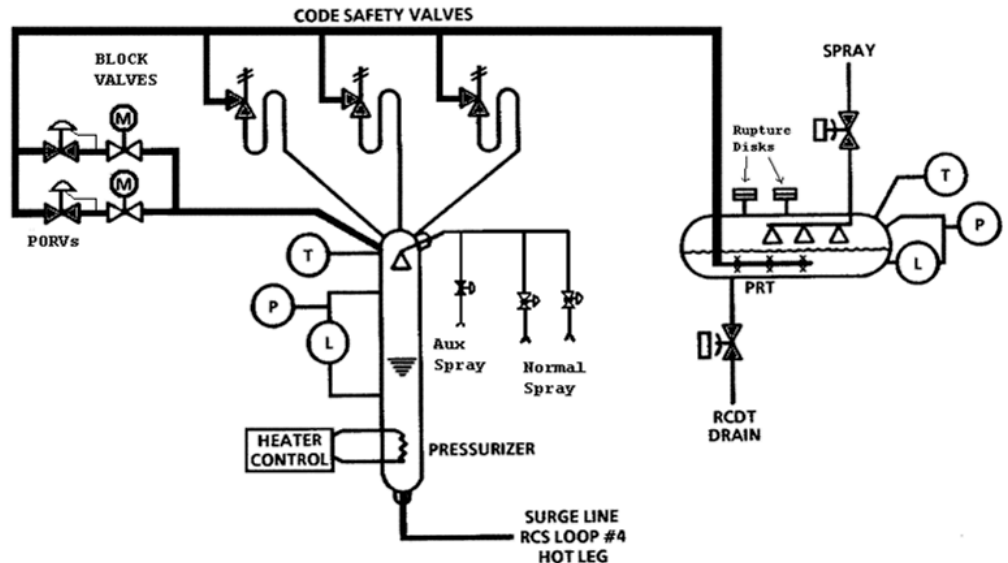 CODE SAFETY VALVES
BLOCK
VALVES
M
M
PORVs
SPRAY
Rupture
Disks
T
P
L
PRT
RCDT
DRAIN
T
P
L
Aux
Spray
Normal
Spray
HEATER
CONTROL
PRESSURIZER
SURGE LINE
RCS LOOP #4
HOT LEG